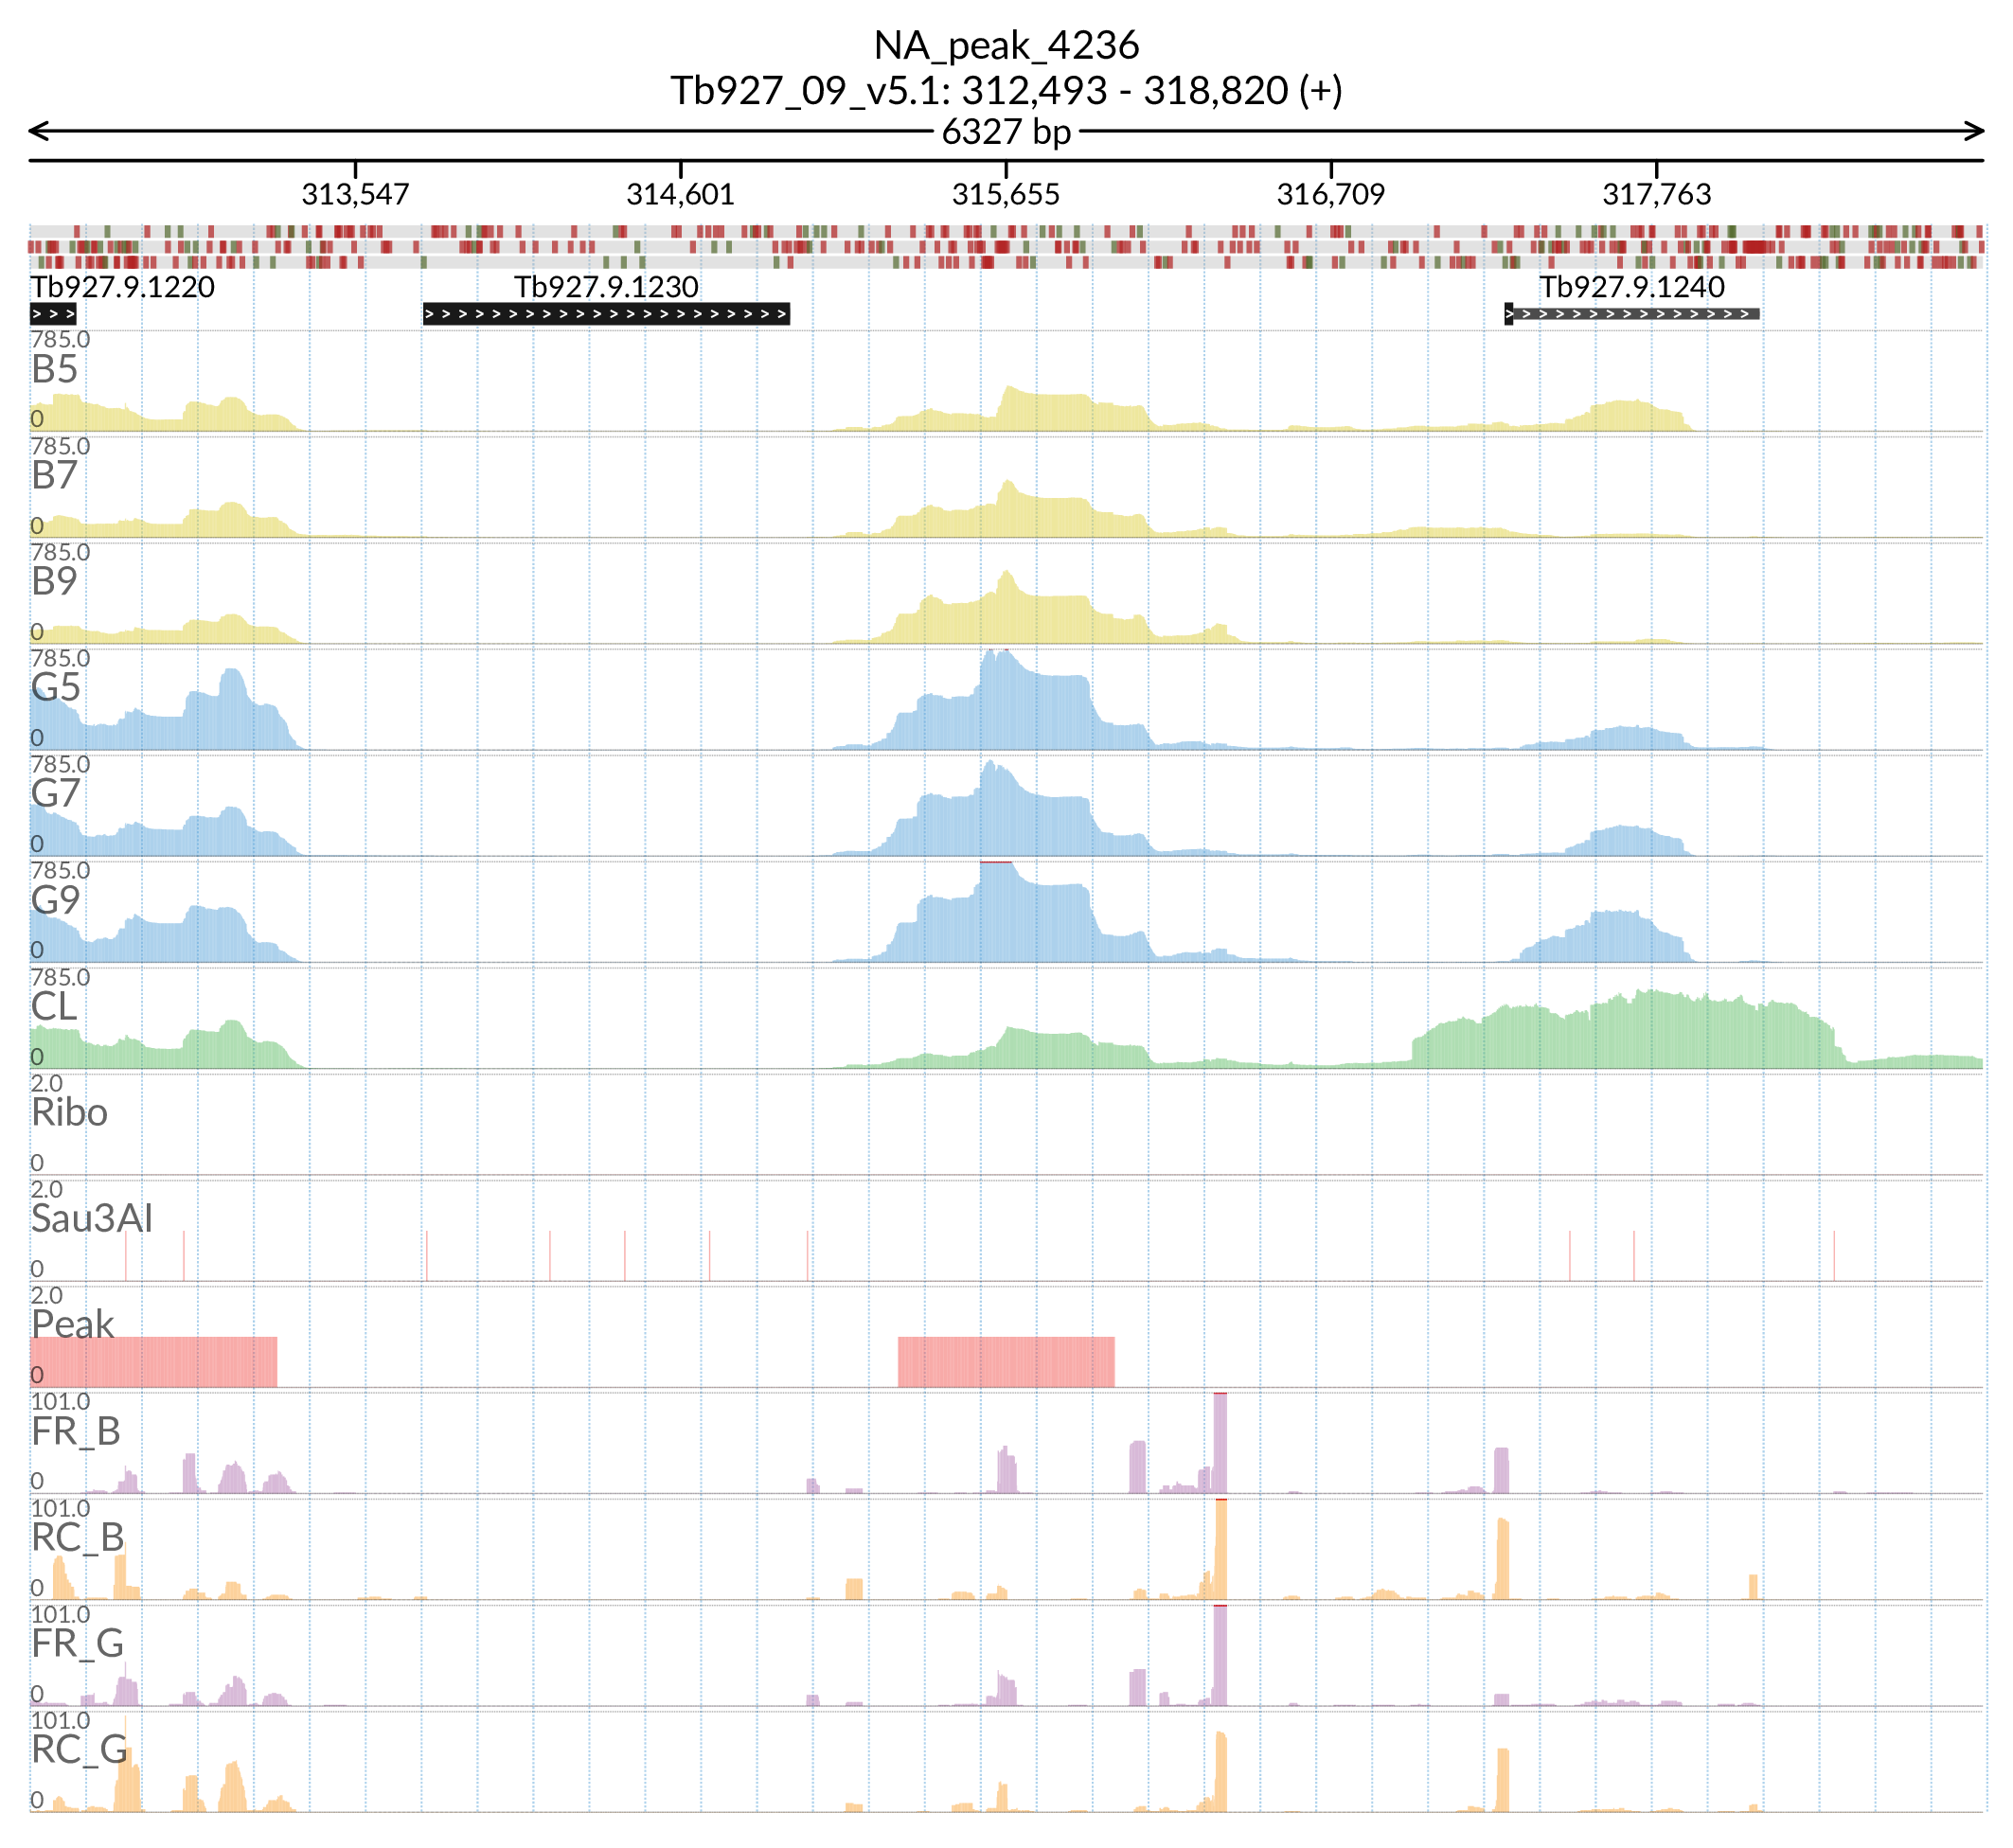 NA_peak_4236
Tb927_09_v5.1: 312,493 - 318,820 (+)
6327 bp
313,547 314,601 315,655 316,709 317,763
Tb927.9.1220 Tb927.9.1230 Tb927.9.1240
785.0
B5
0
785.0
B7
0
785.0
B9
0
785.0
G5
0
785.0
G7
0
785.0
G9
0
785.0
CL
0
2.0
Ribo
0
2.0
Sau3AI
0
2.0
Peak
0
101.0
FR_B
0
101.0
RC_B
0
101.0
FR_G
0
101.0
RC_G
0